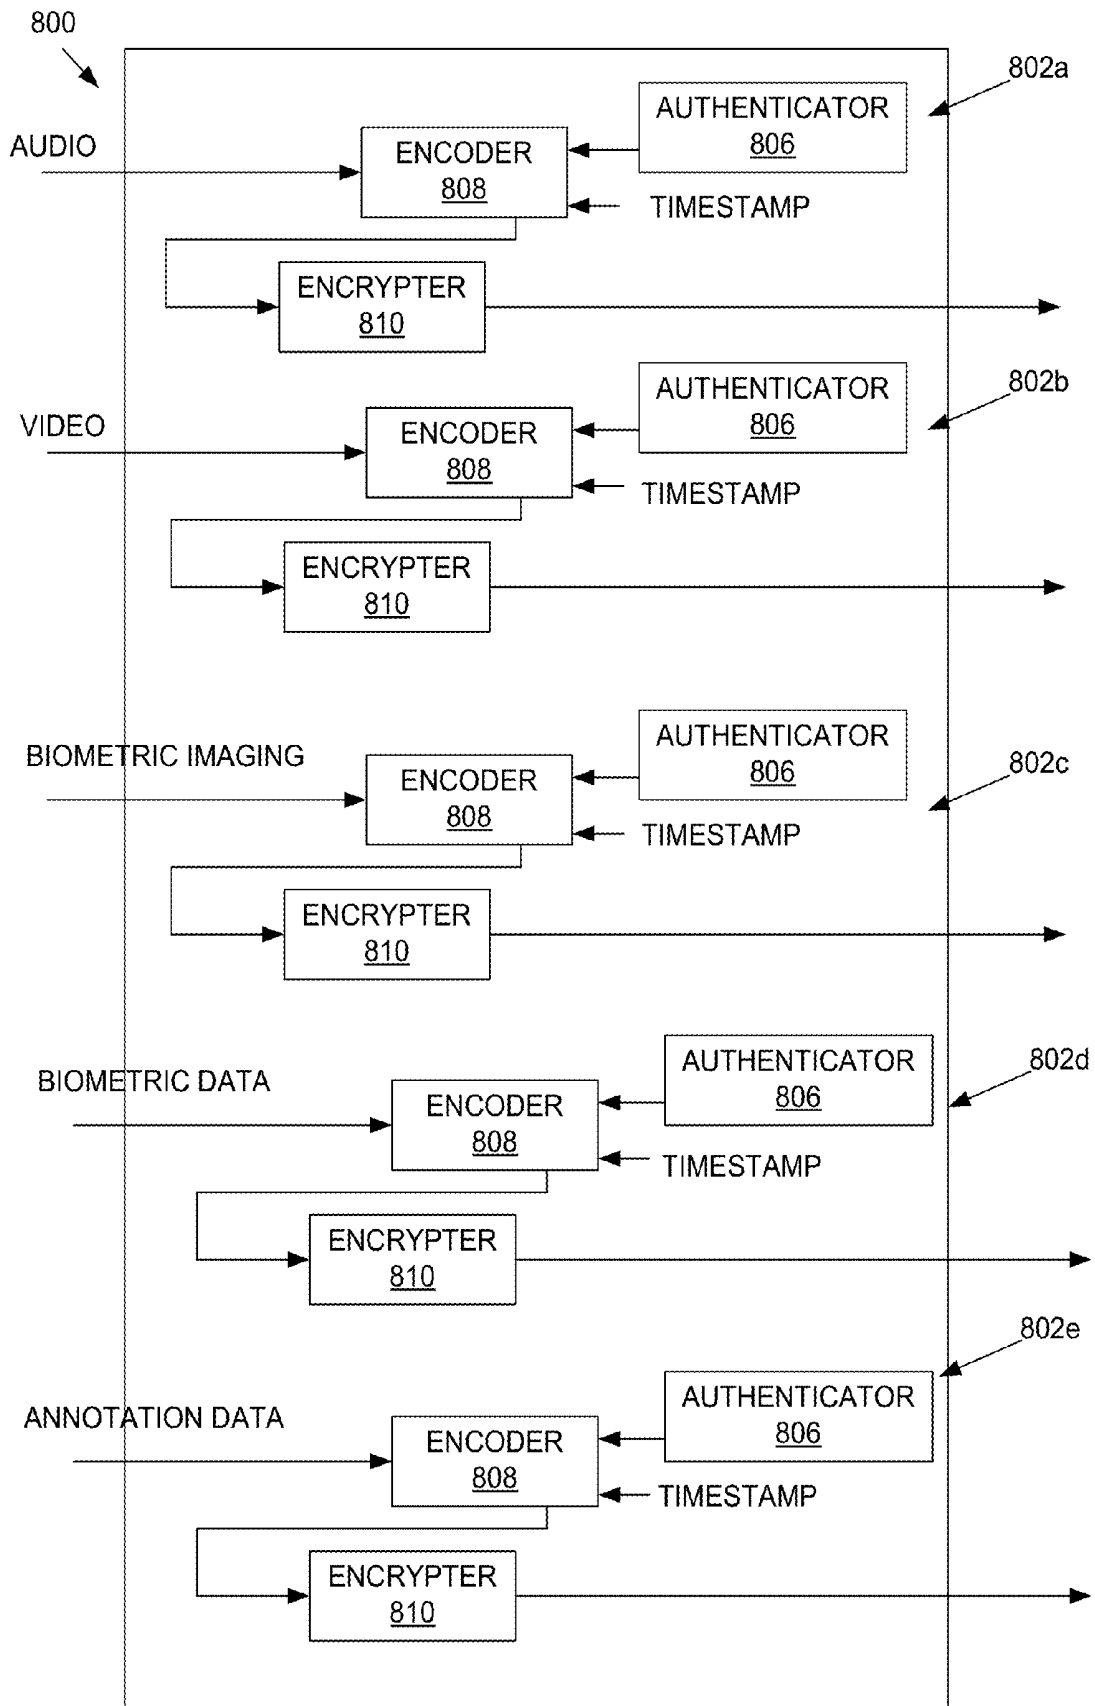 800
802a
AUTHENTICATOR
806
AUDIO
ENCODER
808
TIMESTAMP
ENCRYPTER
810
802b
AUTHENTICATOR
806
VIDEO
ENCODER
808
TIMESTAMP
ENCRYPTER
810
AUTHENTICATOR
806
BIOMETRIC IMAGING
802c
ENCODER
808
TIMESTAMP
ENCRYPTER
810
AUTHENTICATOR
806
802d
BIOMETRIC DATA
ENCODER
808
TIMESTAMP
ENCRYPTER
810
802e
AUTHENTICATOR
806
ANNOTATION DATA
ENCODER
808
TIMESTAMP
ENCRYPTER
810